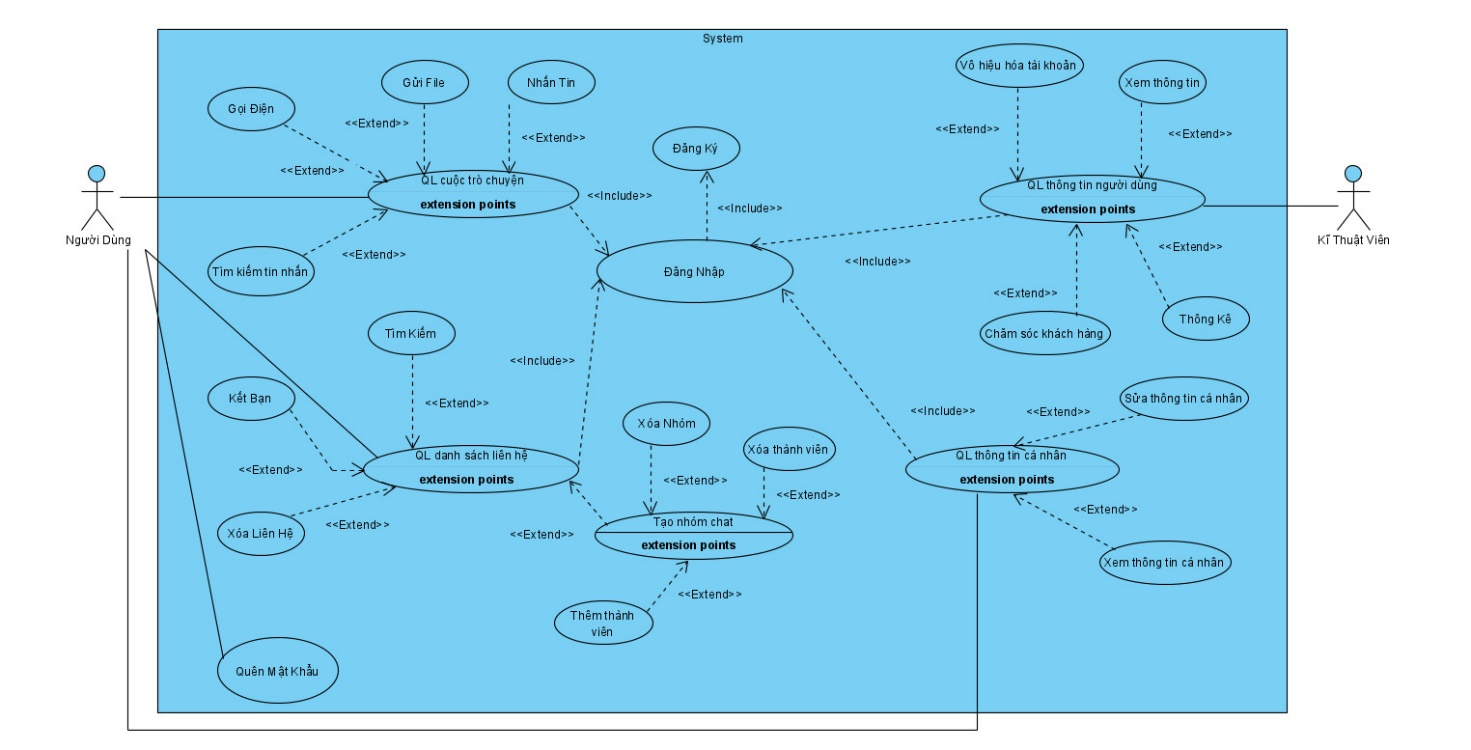 System
Vô hiệu hóa tài khoản
Xem thông tin
Gửi File
Nhắn Tin
Gọi Điện
<<Extend>>
<<Extend>>
<<Extend>>
<<Extend>>
Đăng Ký
<<Extend>>
QL cuộc trò chuyện
extension points
<<Include>>
<<Include>>
QL thông tin người dùng
extension points
Người Dùng
Kĩ Thuật Viên
<<Extend>>
<<Extend>>
<<Include>>
Tìm kiếm tin nhắn
Đăng Nhập
<<Extend>>
Thông Kê
Tìm Kiếm
Chăm sóc khách hàng
<<Include>>
Kết Bạn
Sửa thông tin cá nhân
<<Extend>>
<<Include>>
<<Extend>>
Xóa Nhóm
Xóa thành viên
QL danh sách liên hệ
extension points
QL thông tin cá nhân
extension points
<<Extend>>
<<Extend>>
<<Extend>>
<<Extend>>
Xóa Liên Hệ
<<Extend>>
<<Extend>>
Tạo nhóm chat
extension points
Xem thông tin cá nhân
<<Extend>>
Thêm thành
viên
Quên Mật Khẩu